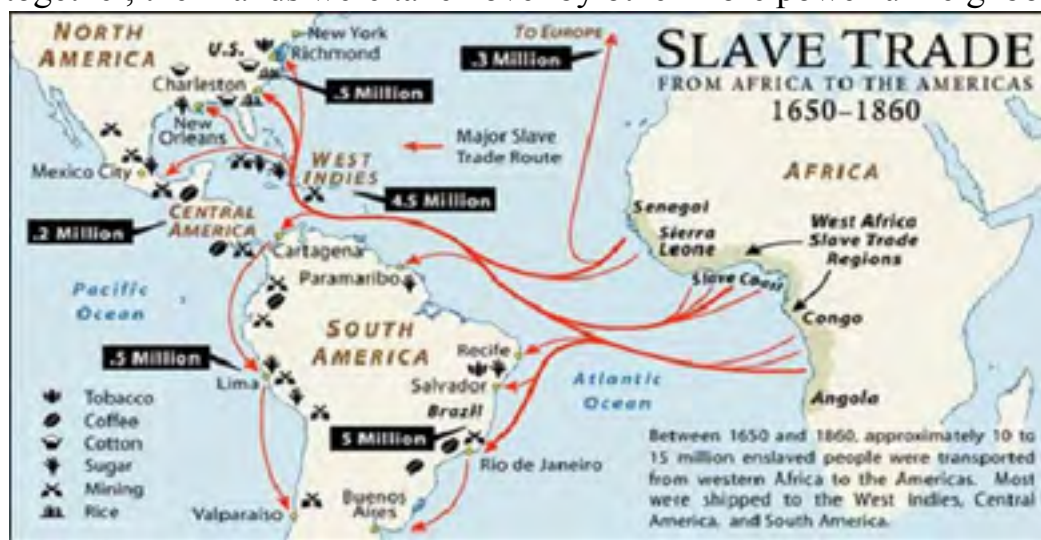 NORTH
AMERICA
U.S.
New York
Richmond
Charleston
.5 Million
New
Orleans
Mexico City
WEST
INDIES
4.5 Million
CENTRAL
AMERICA
.2 Million
Major Slave
Trade Route
TO EUROPE
.3 Million
SLAVE TRADE
FROM AFRICA TO THE AMERICAS
1650–1860
AFRICA
Senegal
Sierra
Leone
West Africa
Slave Trade
Regions
Slave Coast
Congo
Angola
Cartagena
Paramaribo
Pacific
Ocean
SOUTH
AMERICA
.5 Million
Lima
Recife
Salvador
Brazil
5 Million
Rio de Janeiro
Atlantic
Ocean
Buenos
Aires
Valparaiso
Tobacco
Coffee
Cotton
Sugar
Mining
Rice
Between 1650 and 1860, approximately 10 to
15 million enslaved people were transported
from western Africa to the Americas. Most
were shipped to the West Indies, Central
America, and South America.